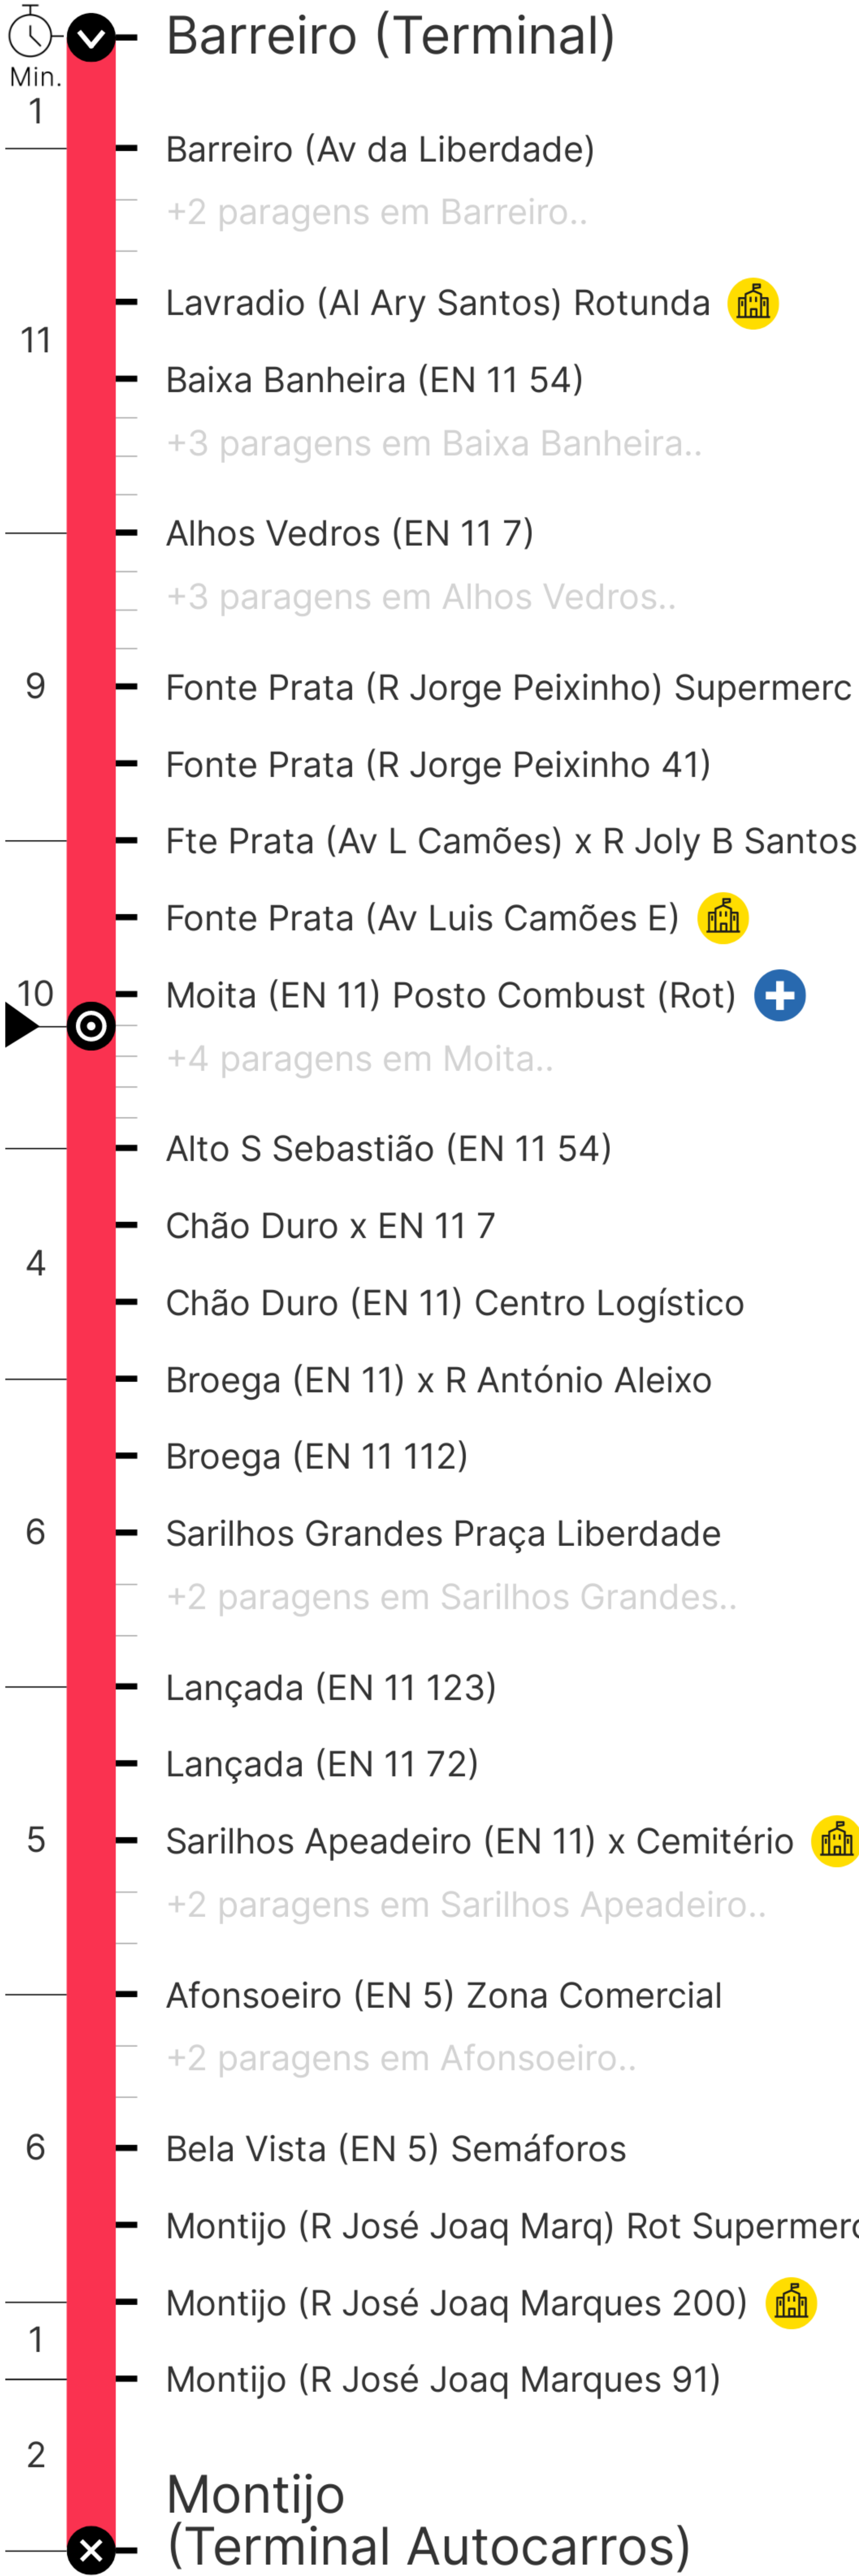 Barreiro (Terminal)
Min.
1
Barreiro (Av da Liberdade)
+2 paragens em Barreiro..
Lavradio (Al Ary Santos) Rotunda
11
Baixa Banheira (EN 11 54)
+3 paragens em Baixa Banheira..
Alhos Vedros (EN 11 7)
+3 paragens em Alhos Vedros..
9
Fonte Prata (R Jorge Peixinho) Supermerc
Fonte Prata (R Jorge Peixinho 41)
Fte Prata (Av L Camões) x R Joly B Santos
Fonte Prata (Av Luis Camões E)
10
Moita (EN 11) Posto Combust (Rot)
+4 paragens em Moita..
Alto S Sebastião (EN 11 54)
Chão Duro x EN 11 7
4
Chão Duro (EN 11) Centro Logístico
Broega (EN 11) x R António Aleixo
Broega (EN 11 112)
6
Sarilhos Grandes Praça Liberdade
+2 paragens em Sarilhos Grandes..
Lançada (EN 11 123)
Lançada (EN 11 72)
5
Sarilhos Apeadeiro (EN 11) x Cemitério
+2 paragens em Sarilhos Apeadeiro..
Afonsoeiro (EN 5) Zona Comercial
+2 paragens em Afonsoeiro..
6
Bela Vista (EN 5) Semáforos
Montijo (R José Joaq Marq) Rot Supermerc
Montijo (R José Joaq Marques 200)
1
Montijo (R José Joaq Marques 91)
2
Montijo
(Terminal Autocarros)